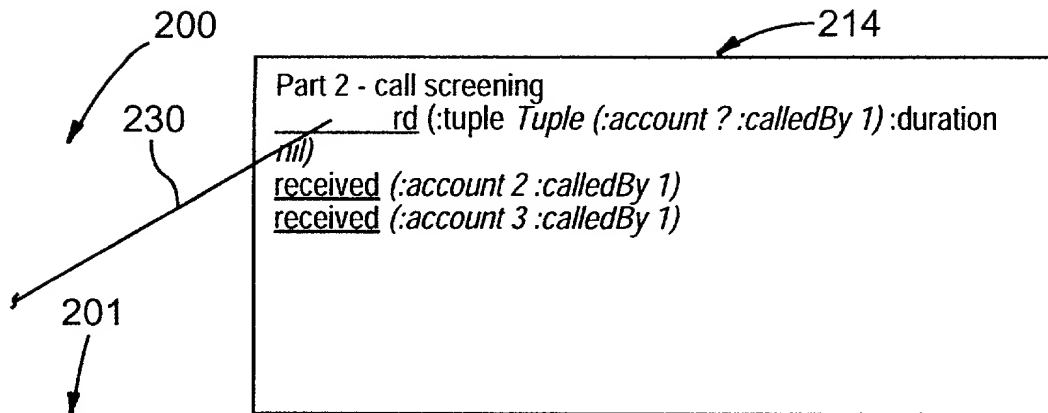 200
214
Part 2 - call screening
230
rd (:tuple Tuple (:account ? :calledBy 1) :duration
nil)
received (:account 2 :calledBy 1)
received (:account 3 :calledBy 1)
201